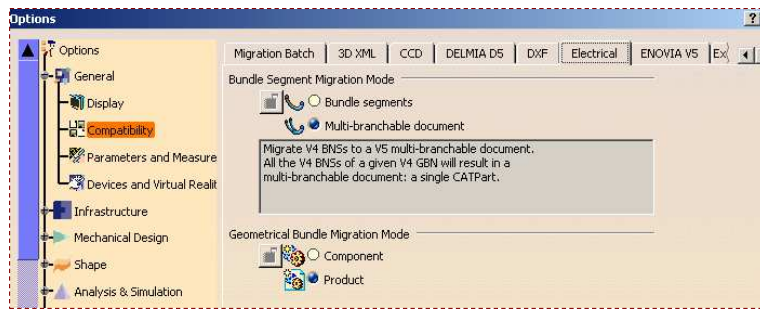 Options
?
Options
General
Display
Compatibility
Parameters and Measure
Devices and Virtual Realit
Infrastructure
Mechanical Design
Shape
Analysis & Simulation
Migration Batch 3D XML CCD DELMIA D5 DXF Electrical ENOVIA V5 Ex
Bundle Segment Migration Mode
Bundle segments
Multi-branchable document
Migrate V4 BNSs to a V5 multi-branchable document.
All the V4 BNSs of a given V4 GBN will result in a
multi-branchable document: a single CATPart.
Geometrical Bundle Migration Mode
Component
Product